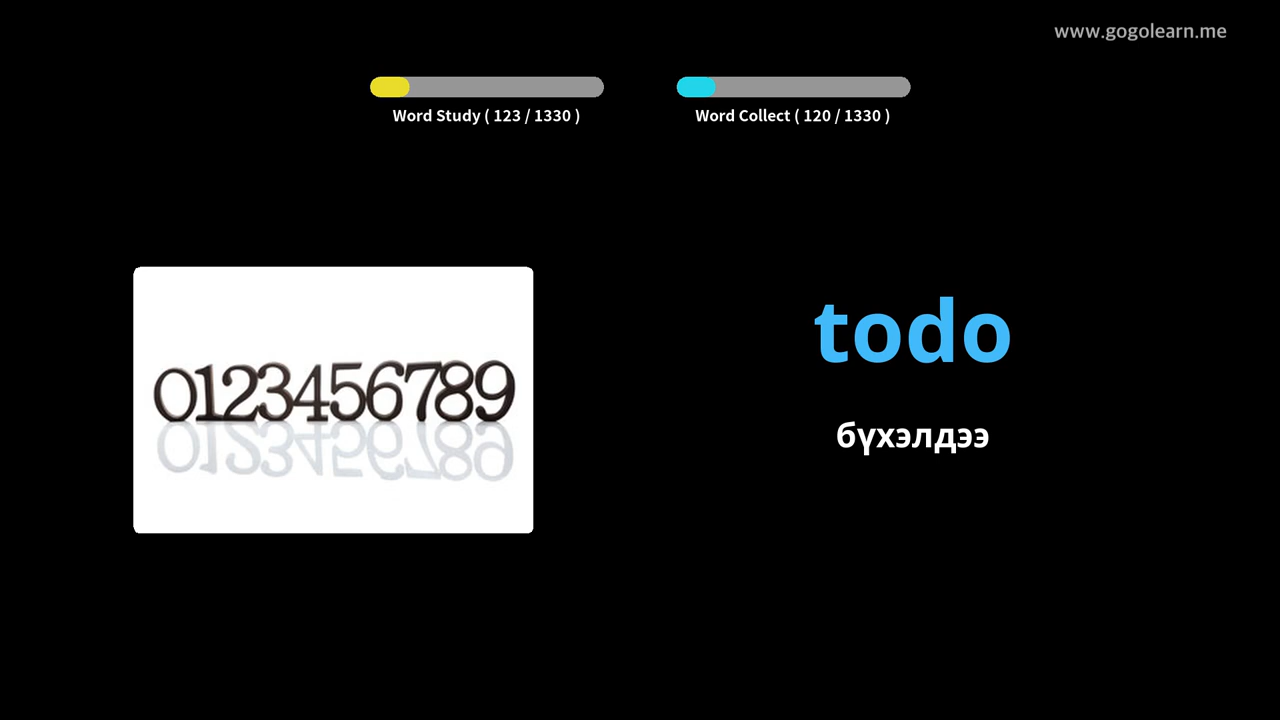 www.gogolearn.me
Word Study ( 123 / 1330 )
Word Collect ( 120 / 1330 )
0123456789
todo
бүхэлдээ